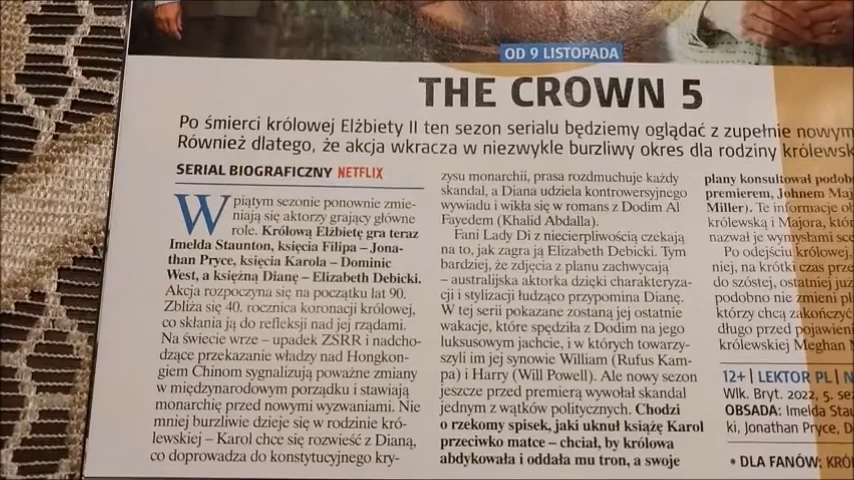 OD 9 LISTOPADA
THE CROWN 5
Po śmierci królowej Elżbiety II ten sezon serialu będziemy oglądać z zupełnie nowym
Również dlatego, że akcja wkracza w niezwykle burzliwy okres dla rodziny królewsk
SERIAL BIOGRAFICZNY NETFLIX
W piątym sezonie ponownie zmie-
niają się aktorzy grający główne
role. Królową Elżbietę gra teraz
Imelda Staunton, księcia Filipa – Jona-
than Pryce, księcia Karola – Dominic
West, a księżną Dianę – Elizabeth Debicki.
Akcja rozpoczyna się na początku lat 90.
Zbliża się 40. rocznica koronacji królowej,
co skłania ją do refleksji nad jej rządami.
Na świecie wrze – upadek ZSRR i nadcho-
dzące przekazanie władzy nad Hongkon-
giem Chinom sygnalizują poważne zmiany
w międzynarodowym porządku i stawiają
monarchię przed nowymi wyzwaniami. Nie
mniej burzliwie dzieje się w rodzinie kró-
lewskiej – Karol chce się rozwieść z Dianą,
co doprowadza do konstytucyjnego kry-
zysu monarchii, prasa rozdmuchuje każdy
skandal, a Diana udziela kontrowersyjnego
wywiadu i wikła się w romans z Dodim Al
Fayedem (Khalid Abdalla).
Fani Lady Di z niecierpliwością czekają
na to, jak zagra ją Elizabeth Debicki. Tym
bardziej, że zdjęcia z planu zachwycają
– australijska aktorka dzięki charakteryza-
cji i stylizacji łudząco przypomina Dianę.
W tej serii pokazane zostaną jej ostatnie
wakacje, które spędziła z Dodim na jego
luksusowym jachcie, i w których towarzy-
szyli im jej synowie William (Rufus Kam-
pa) i Harry (Will Powell). Ale nowy sezon
jeszcze przed premierą wywołał skandal
jednym z wątków politycznych. Chodzi
o rzekomy spisek, jaki uknuł książę Karol
przeciwko matce – chciał, by królowa
abdykowała i oddała mu tron, a swoje
plany konsultował podob
premierem, Johnem Maj
Miller). Te informacje ob
królewską i Majora, któr
nazwał je wymysłami sce
Po odejściu królowej,
niej, na krótki czas prze
do szóstej, ostatniej już
podobno nie zmieni pł
którzy chcą zakończyć
długo przed pojawieni
królewskiej Meghan M
12+ | LEKTOR PL | N
Wlk. Bryt. 2022, 5. se
OBSADA: Imelda Stau
ki, Jonathan Pryce, D
• DLA FANÓW: KRÓ